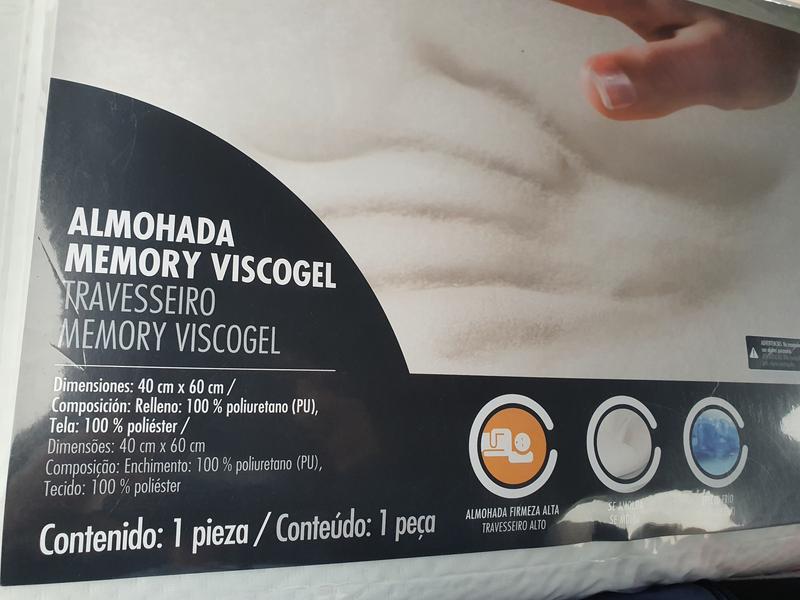 ALMOHADA
MEMORY VISCOGEL
TRAVESSEIRO
MEMORY VISCOGEL
Dimensiones: 40 cm x 60 cm /
Composición: Relleno: 100 % poliuretano (PU),
Tela: 100 % poliéster /
Dimensões: 40 cm x 60 cm
Composição: Enchimento: 100 % poliuretano (PU),
Tecido: 100 % poliéster
Contenido: 1 pieza / Conteúdo: 1 peça
ALMOHADA FIRMEZA ALTA
TRAVESSEIRO ALTO
SE
SE